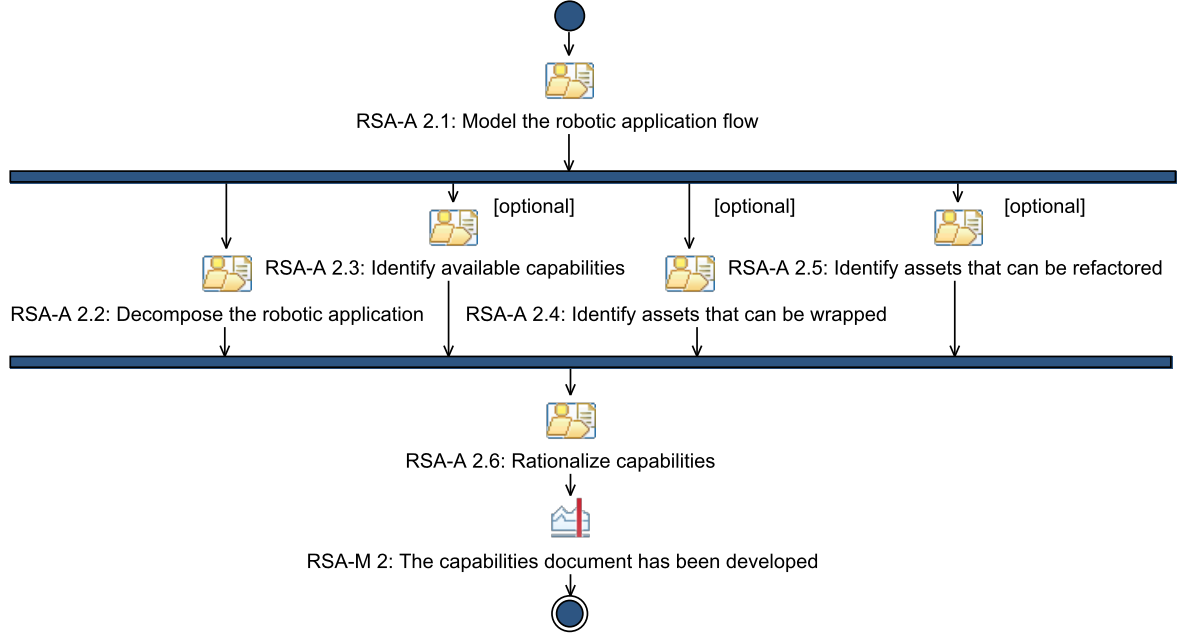 RSA-A 2.1: Model the robotic application flow
[optional]
[optional]
[optional]
RSA-A 2.3: Identify available capabilities
RSA-A 2.5: Identify assets that can be refactored
RSA-A 2.2: Decompose the robotic application
RSA-A 2.4: Identify assets that can be wrapped
RSA-A 2.6: Rationalize capabilities
RSA-M 2: The capabilities document has been developed